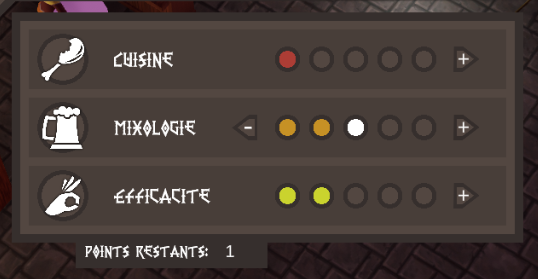 CUISINE
MIXOLOGIE - +
EFFICACITE +
POINTS RESTANTS: 1